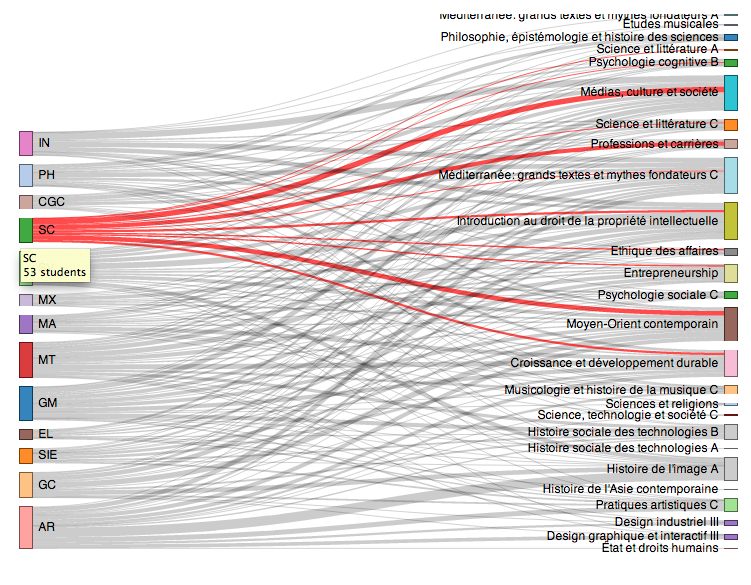 IN
PH
CGC
SC
SC
53 students
MX
MA
MT
GM
EL
SIE
GC
AR
Méditerranée: grands textes et mythes fondateurs A
Etudes musicales
Philosophie, épistémologie et histoire des sciences
Science et littérature A
Psychologie cognitive B
Médias, culture et société
Science et littérature C
Professions et carrières
Méditerranée: grands textes et mythes fondateurs C
Introduction au droit de la propriété intellectuelle
Ethique des affaires
Entrepreneurship
Psychologie sociale C
Moyen-Orient contemporain
Croissance et développement durable
Musicologie et histoire de la musique C
Sciences et religions
Science, technologie et société C
Histoire sociale des technologies B
Histoire sociale des technologies A
Histoire de l'image A
Histoire de l'Asie contemporaine
Pratiques artistiques C
Design industriel III
Design graphique et interactif III
Etat et droits humains